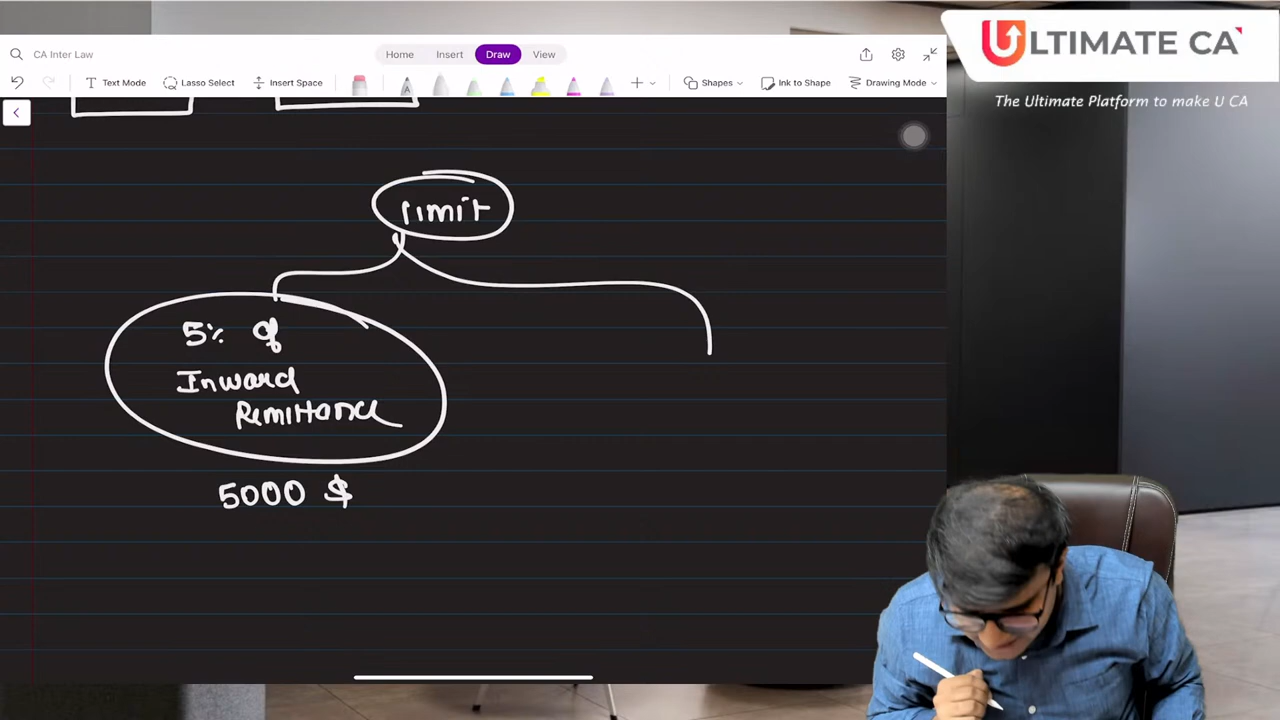 CA Inter Law
Home Insert Draw View
Text Mode Lasso Select Insert Space Shapes Ink to Shape Drawing Mode
limit
5% of
Inward
Remittance
5000 $
ULTIMATE CA
The Ultimate Platform to make U CA